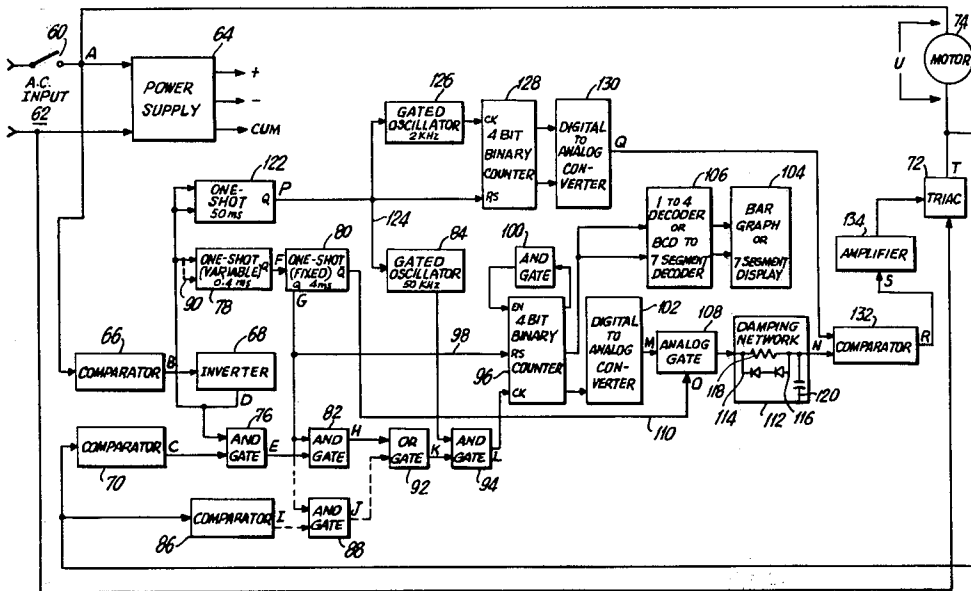 60
A
A.C.
INPUT
62
64
POWER
SUPPLY
+
-
CUM
74
MOTOR
U
126
GATED
OSCILLATOR
2 KHz
128
CK
4 BIT
BINARY
COUNTER
RS
130
DIGITAL
TO
ANALOG
CON-
VERTER
Q
122
ONE-
SHOT
50 ms
Q
P
124
72
T
TRIAC
106
1 TO 4
DECODER
OR
BCD TO
7 SEGMENT
DECODER
104
BAR
GRAPH
OR
7 SEGMENT
DISPLAY
134
AMPLIFIER
S
90
ONE-SHOT
(VARIABLE)
0.4 ms
Q
78
F
80
ONE-SHOT
(FIXED)
Q
Q 4 ms
G
84
GATED
OSCILLATOR
50 KHz
100
AND
GATE
EN
4 BIT
BINARY
COUNTER
RS
CK
96
98
102
DIGITAL
TO
ANALOG
CON-
VERTER
M
108
ANALOG
GATE
O
110
DAMPING
NETWORK
118
114
116
120
112
N
132
COMPARATOR
R
66
COMPARATOR
B
68
INVERTER
D
76
AND
GATE
E
82
AND
GATE
H
OR
GATE
92
K
AND
GATE
94
L
COMPARATOR
70
C
COMPARATOR
86
I
AND
GATE
88
J